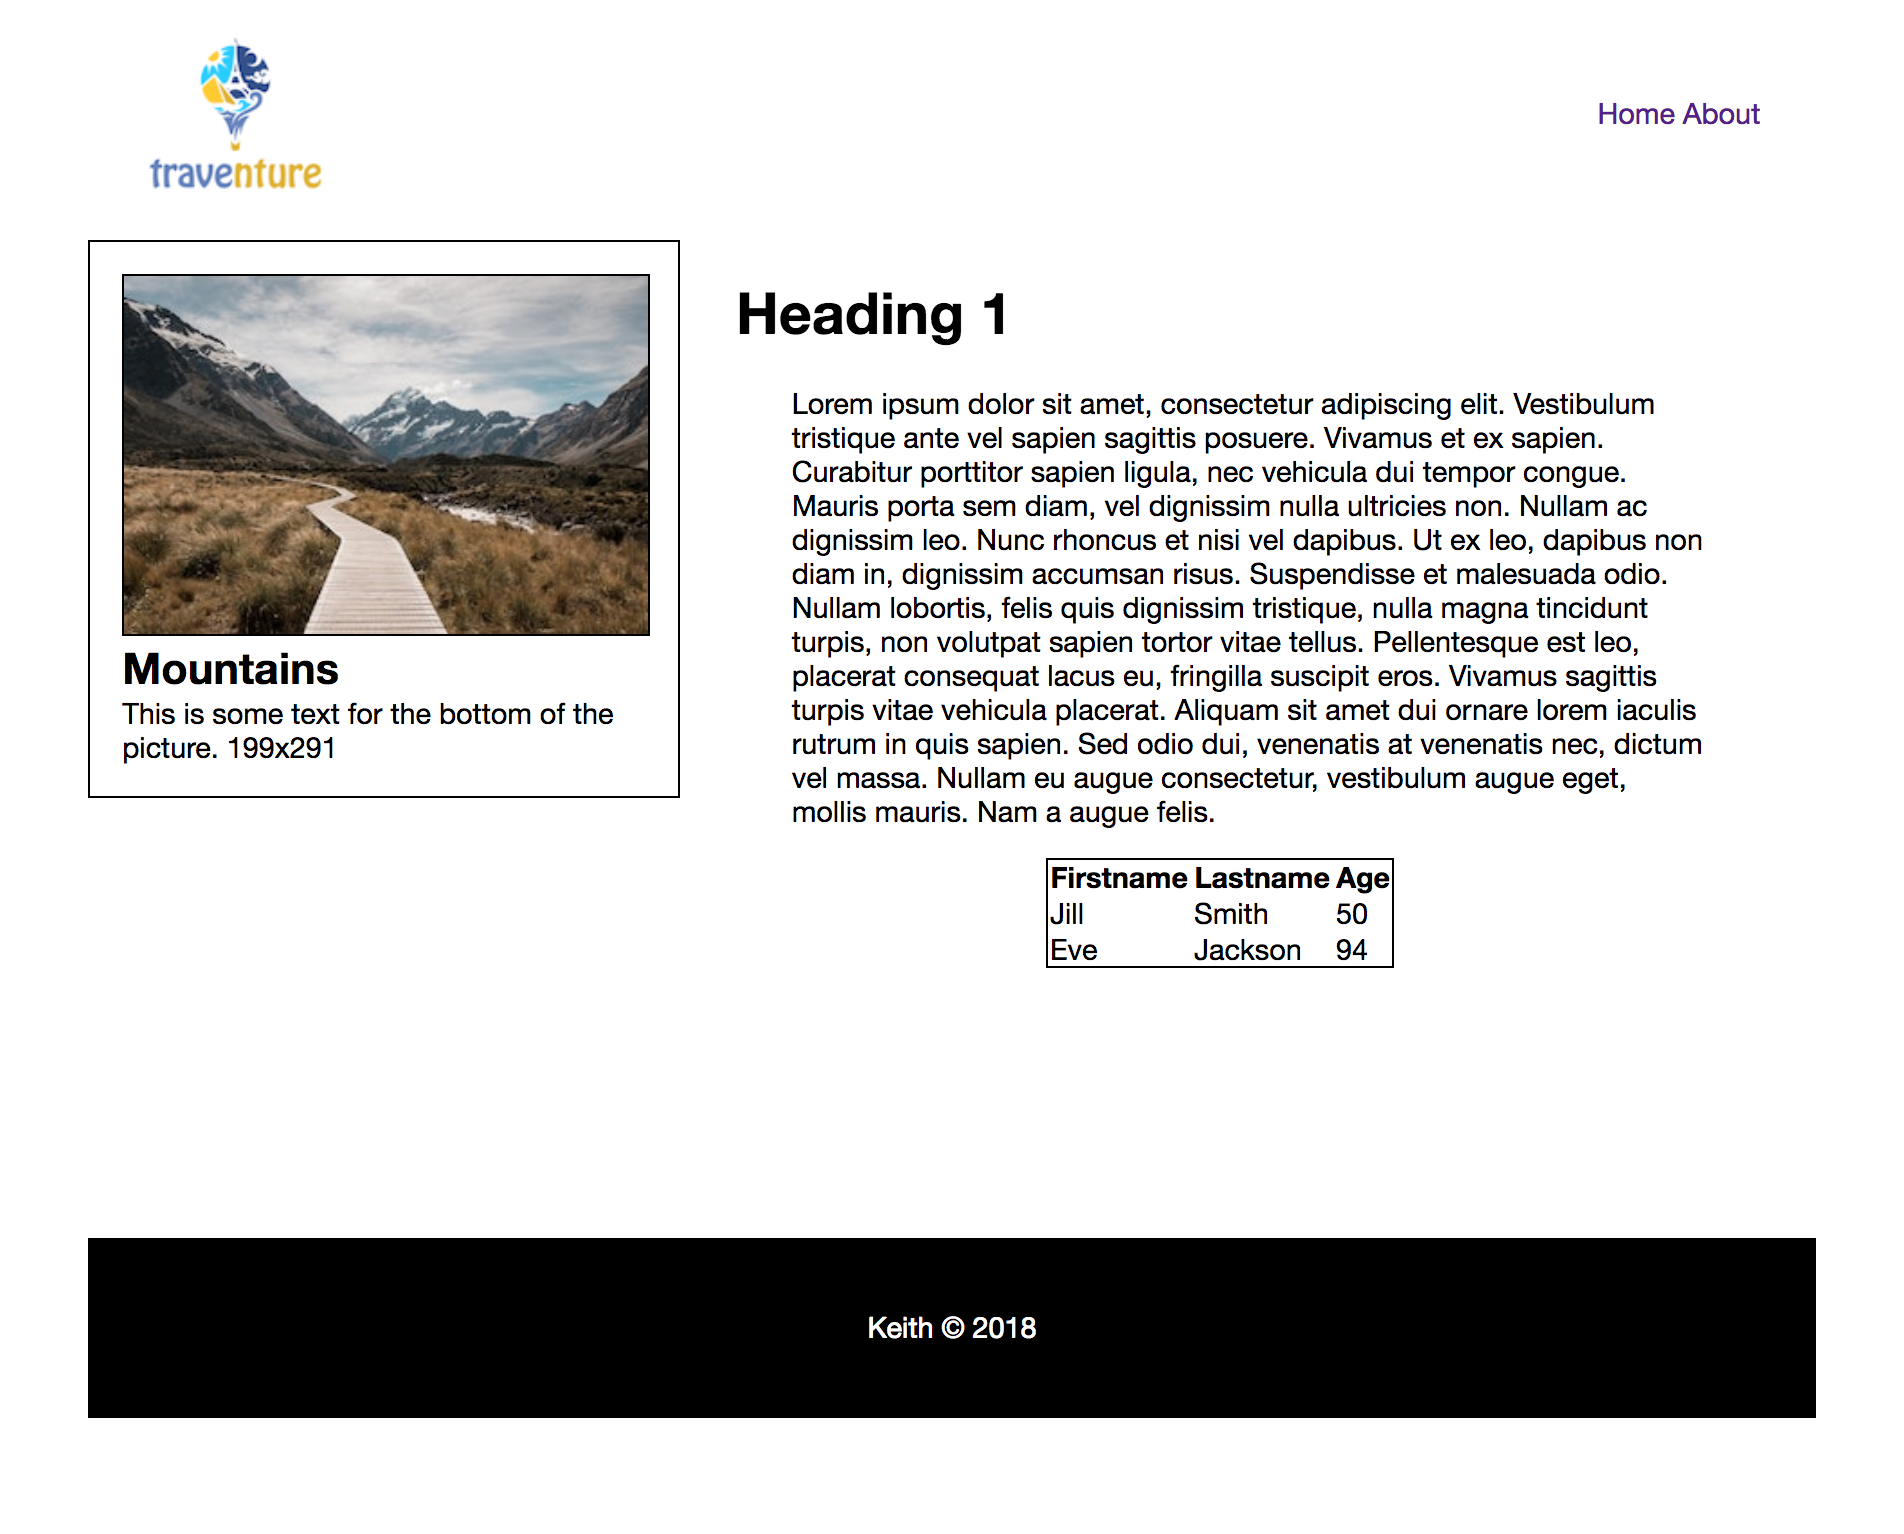 traventure
Home About
Mountains
This is some text for the bottom of the
picture. 199x291
Heading 1
Lorem ipsum dolor sit amet, consectetur adipiscing elit. Vestibulum
tristique ante vel sapien sagittis posuere. Vivamus et ex sapien.
Curabitur porttitor sapien ligula, nec vehicula dui tempor congue.
Mauris porta sem diam, vel dignissim nulla ultricies non. Nullam ac
dignissim leo. Nunc rhoncus et nisi vel dapibus. Ut ex leo, dapibus non
diam in, dignissim accumsan risus. Suspendisse et malesuada odio.
Nullam lobortis, felis quis dignissim tristique, nulla magna tincidunt
turpis, non volutpat sapien tortor vitae tellus. Pellentesque est leo,
placerat consequat lacus eu, fringilla suscipit eros. Vivamus sagittis
turpis vitae vehicula placerat. Aliquam sit amet dui ornare lorem iaculis
rutrum in quis sapien. Sed odio dui, venenatis at venenatis nec, dictum
vel massa. Nullam eu augue consectetur, vestibulum augue eget,
mollis mauris. Nam a augue felis.
Firstname Lastname Age
Jill Smith 50
Eve Jackson 94
Keith © 2018